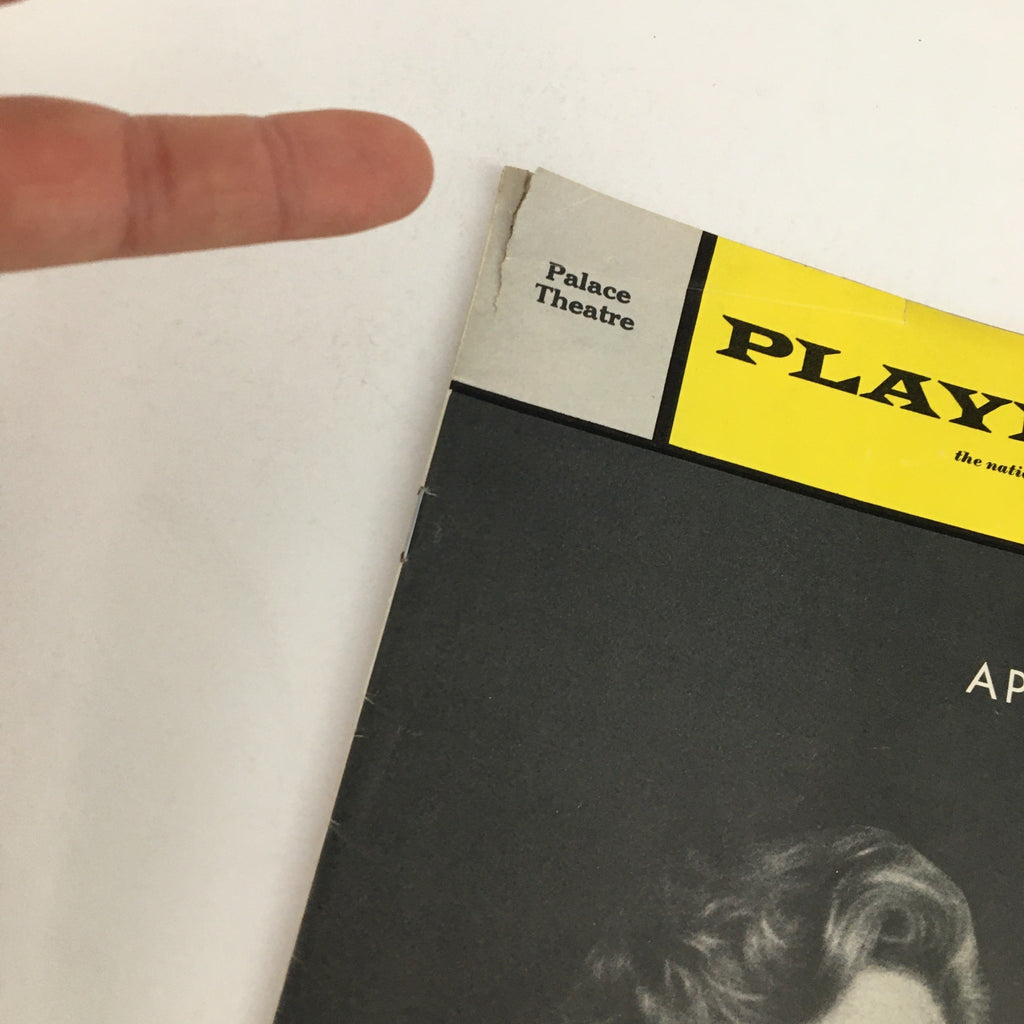 Palace
Theatre
PLAY
the nati
AP